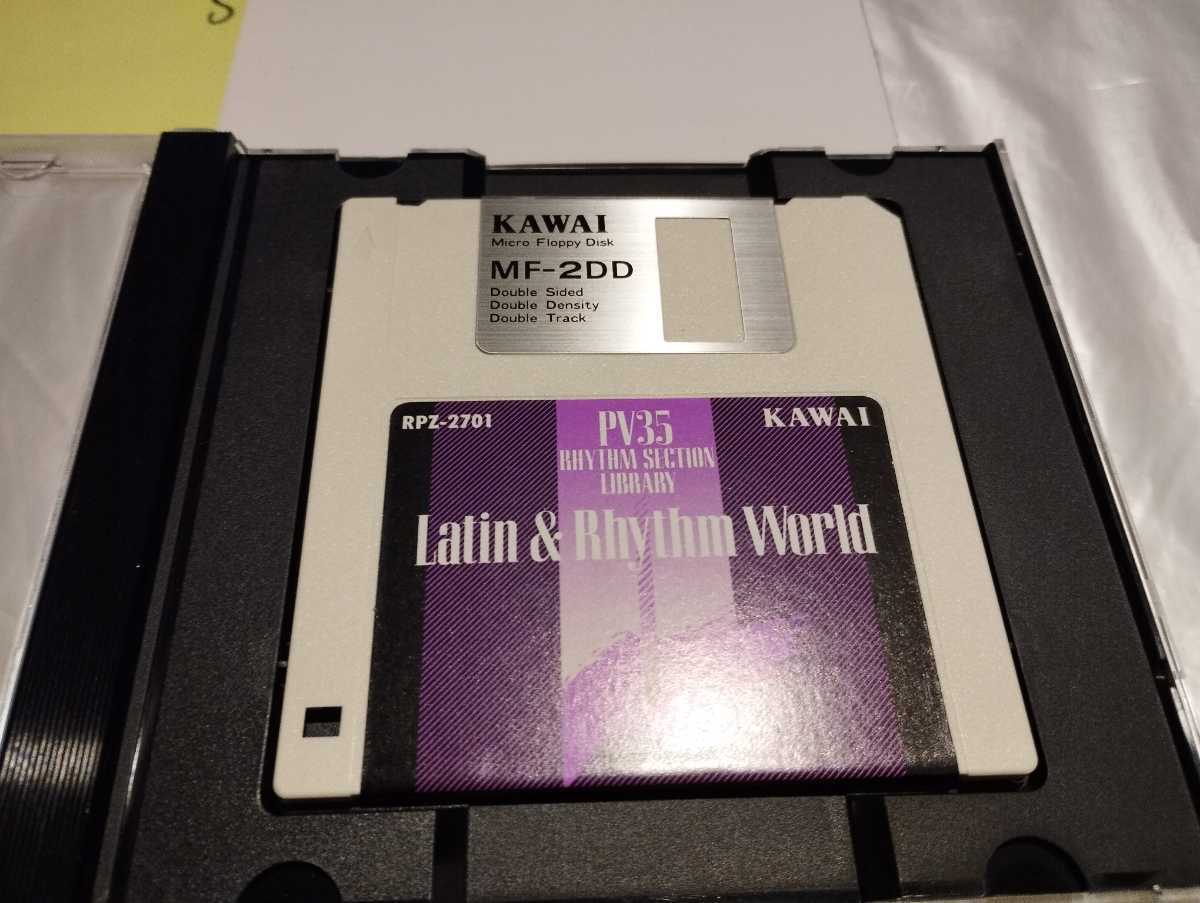 KAWAI
Micro Floppy Disk
MF-2DD
Double Sided
Double Density
Double Track
RPZ-2701
PV35
KAWAI
RHYTHM SECTION
LIBRARY
Latin & Rhythm World